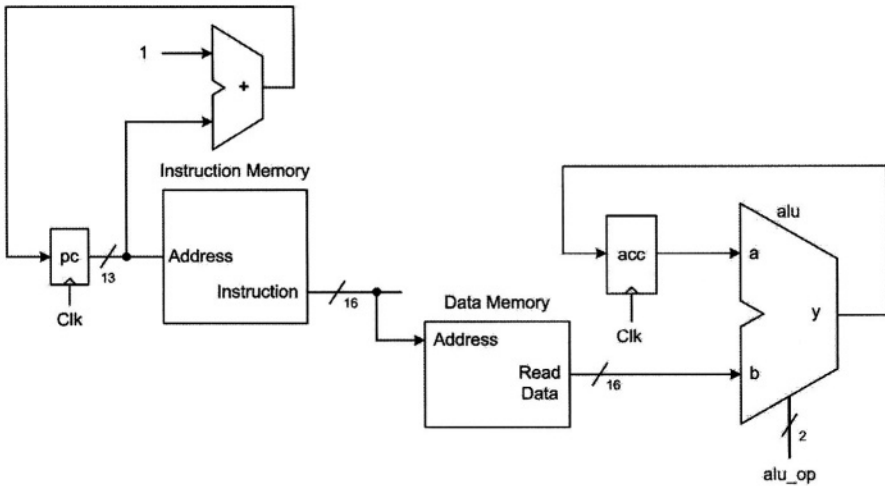 1
+
Instruction Memory
pc
13
Clk
Address
Instruction
16
Data Memory
Address
Read
Data
16
acc
Clk
alu
a
b
y
2
alu_op